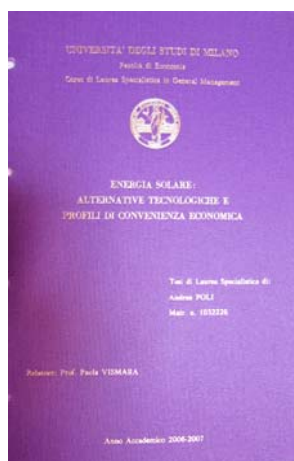 UNIVERSITA' DEGLI STUDI DI MILANO
Facoltà di Economia
Corso di Laurea Specialistica in General Management
ENERGIA SOLARE:
ALTERNATIVE TECNOLOGICHE E
PROFILI DI CONVENIENZA ECONOMICA
Tesi di Laurea Specialistica di:
Andrea POLI
Matr. n.
Relatore: Prof. Paola VISMARA
Anno Accademico 2006-2007